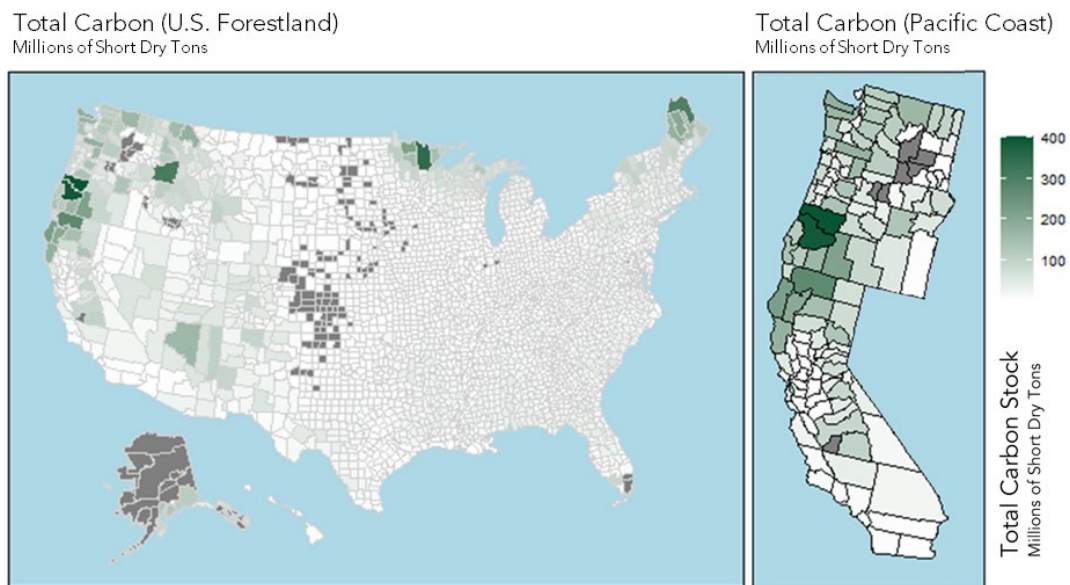 Total Carbon (U.S. Forestland)
Millions of Short Dry Tons
Total Carbon (Pacific Coast)
Millions of Short Dry Tons
400
300
200
100
Total Carbon Stock
Millions of Short Dry Tons